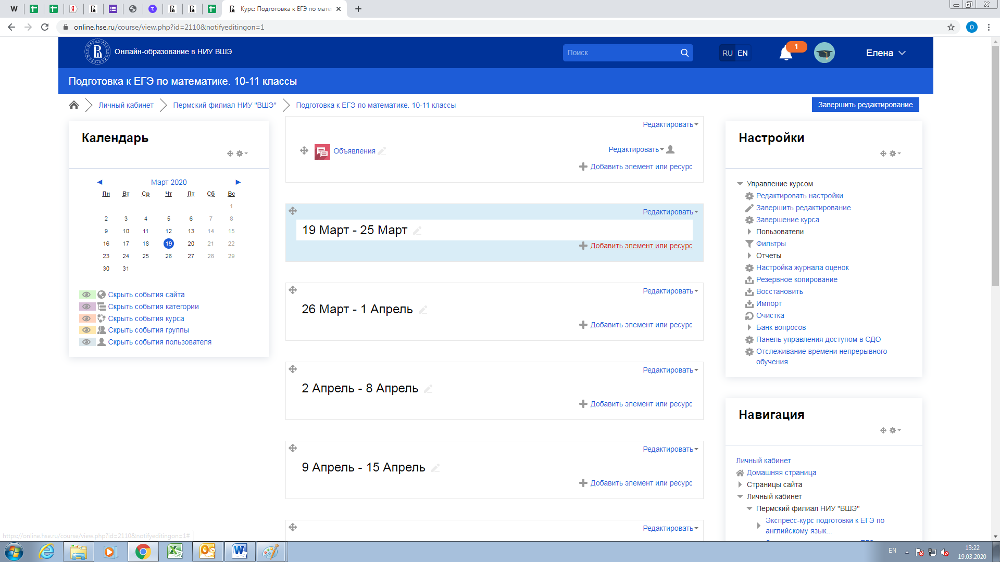 Курс: Подготовка к ЕГЭ по мате
online.hse.ru/course/view.php?id=2110&notifyeditingon=1
Онлайн-образование в НИУ ВШЭ
Поиск
RU EN
1
Елена
Подготовка к ЕГЭ по математике. 10-11 классы
Личный кабинет
Пермский филиал НИУ "ВШЭ"
Подготовка к ЕГЭ по математике. 10-11 классы
Завершить редактирование
Календарь
Март 2020
Пн Вт Ср Чт Пт Сб Вс
1
2 3 4 5 6 7 8
9 10 11 12 13 14 15
16 17 18 19 20 21 22
23 24 25 26 27 28 29
30 31
Скрыть события сайта
Скрыть события категории
Скрыть события курса
Скрыть события группы
Скрыть события пользователя
Редактировать
Объявления
Редактировать
Добавить элемент или ресурс
Редактировать
19 Март - 25 Март
Добавить элемент или ресурс
Редактировать
26 Март - 1 Апрель
Добавить элемент или ресурс
Редактировать
2 Апрель - 8 Апрель
Добавить элемент или ресурс
Редактировать
9 Апрель - 15 Апрель
Добавить элемент или ресурс
Редактировать
Настройки
Управление курсом
Редактировать настройки
Завершить редактирование
Завершение курса
Пользователи
Фильтры
Отчеты
Настройка журнала оценок
Резервное копирование
Восстановить
Импорт
Очистка
Банк вопросов
Панель управления доступом в СДО
Отслеживание времени непрерывного
обучения
Навигация
Личный кабинет
Домашняя страница
Страницы сайта
Личный кабинет
Пермский филиал НИУ "ВШЭ"
Экспресс-курс подготовки к ЕГЭ по
английскому язык...
https://online.hse.ru/course/view.php?id=2110&notifyeditingon=1#
EN
13:22
19.03.2020